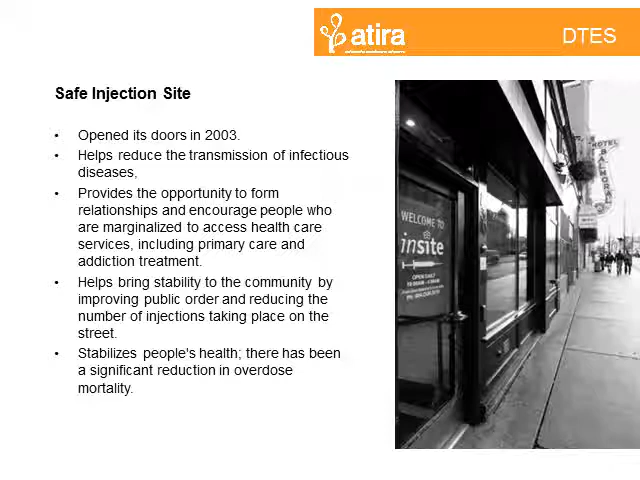 atira
DTES
Safe Injection Site
• Opened its doors in 2003.
• Helps reduce the transmission of infectious
diseases,
• Provides the opportunity to form
relationships and encourage people who
are marginalized to access health care
services, including primary care and
addiction treatment.
• Helps bring stability to the community by
improving public order and reducing the
number of injections taking place on the
street.
• Stabilizes people's health; there has been
a significant reduction in overdose
mortality.
WELCOME TO
insite
OPEN DAILY
HOTEL
BALMORAL